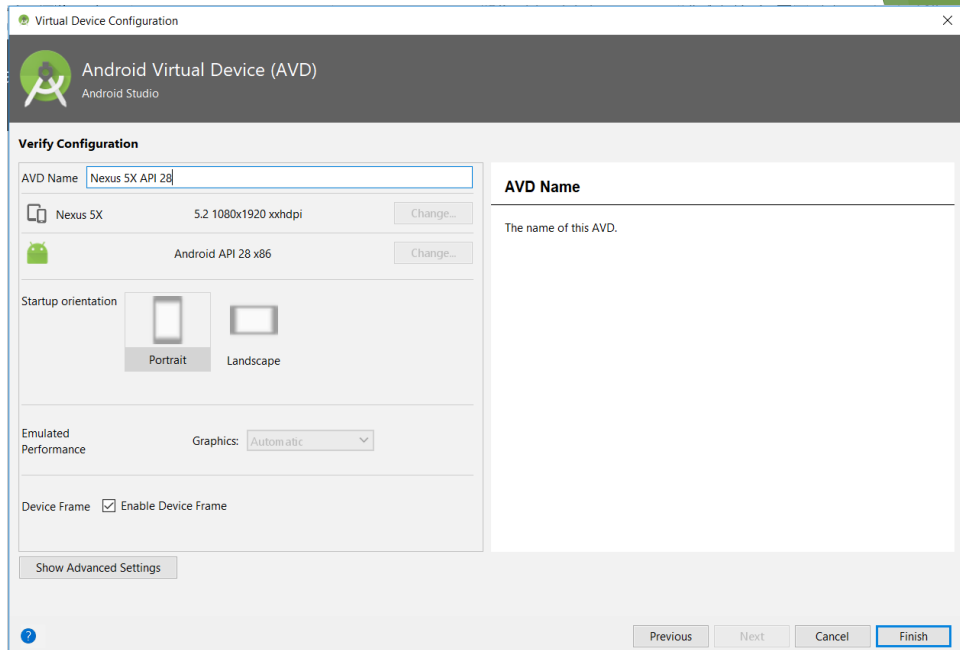 Virtual Device Configuration
Android Virtual Device (AVD)
Android Studio
Verify Configuration
AVD Name Nexus 5X API 28
Nexus 5X 5.2 1080x1920 xxhdpi Change...
Android API 28 x86 Change...
Startup orientation
Portrait
Landscape
Emulated
Performance
Graphics: Automatic
Device Frame Enable Device Frame
Show Advanced Settings
AVD Name
The name of this AVD.
?
Previous Next Cancel Finish